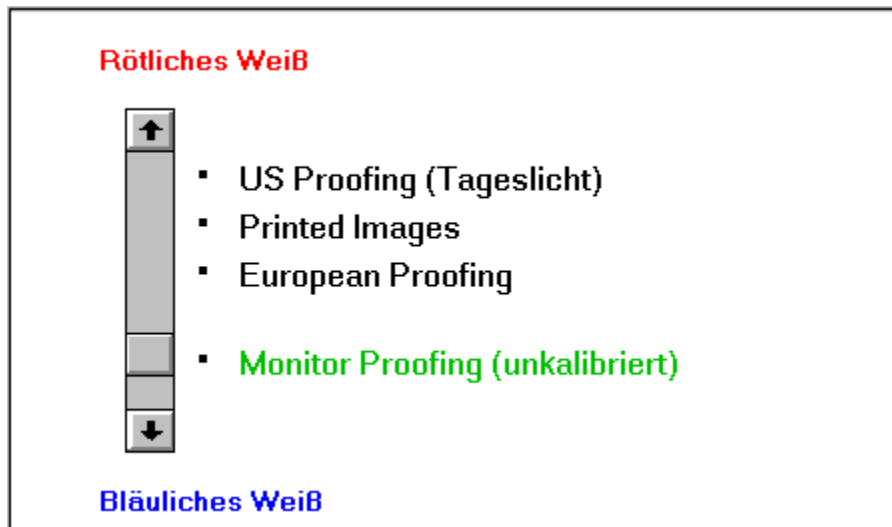 Rötliches Weiß
US Proofing (Tageslicht)
Printed Images
European Proofing
Monitor Proofing (unkalibriert)
Bläuliches Weiß